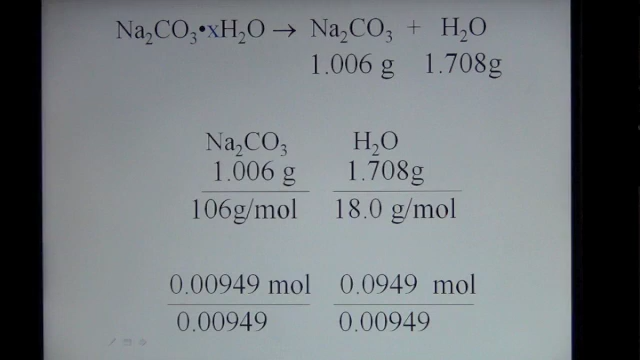 Na₂CO₃•xH₂O → Na₂CO₃ + H₂O
1.006 g 1.708g
Na₂CO₃ H₂O
1.006 g 1.708g
106g/mol 18.0 g/mol
0.00949 mol 0.0949 mol
0.00949 0.00949